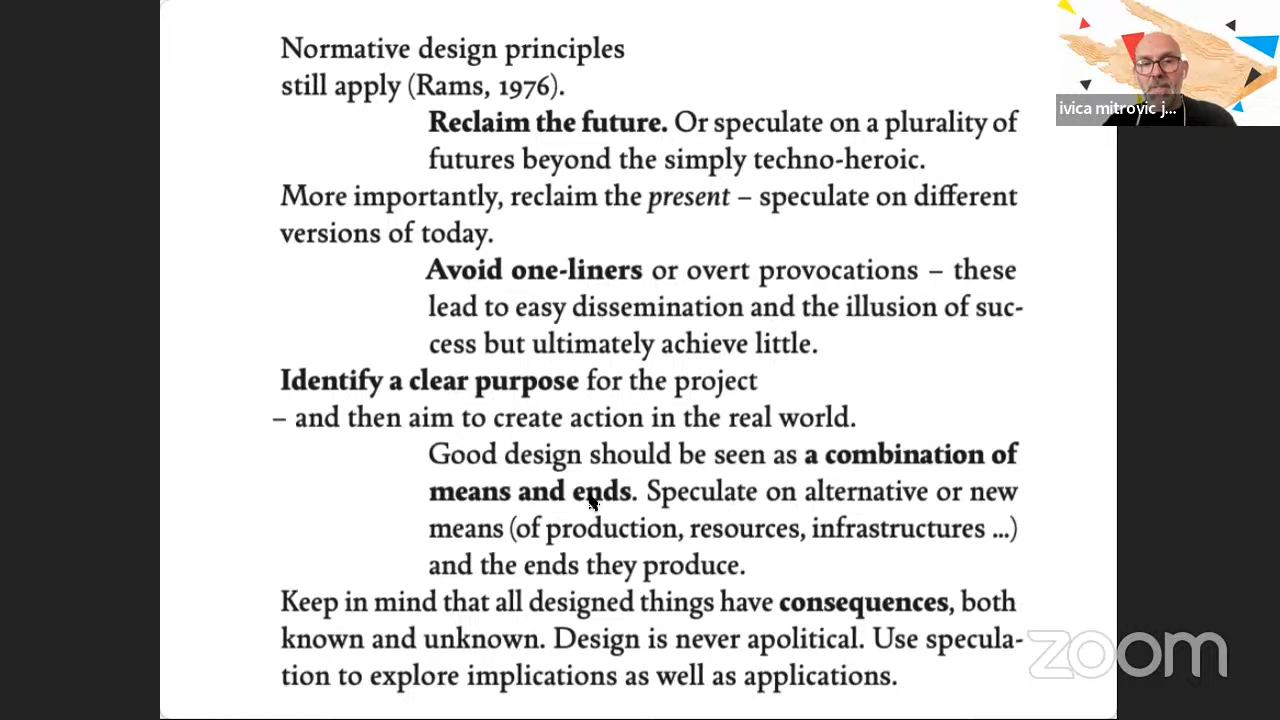 Normative design principles
still apply (Rams, 1976).
Reclaim the future. Or speculate on a plurality of
futures beyond the simply techno-heroic.
More importantly, reclaim the present – speculate on different
versions of today.
Avoid one-liners or overt provocations – these
lead to easy dissemination and the illusion of suc-
cess but ultimately achieve little.
Identify a clear purpose for the project
– and then aim to create action in the real world.
Good design should be seen as a combination of
means and ends. Speculate on alternative or new
means (of production, resources, infrastructures ...)
and the ends they produce.
Keep in mind that all designed things have consequences, both
known and unknown. Design is never apolitical. Use specula-
tion to explore implications as well as applications.
ivica mitrovic j...
zoom